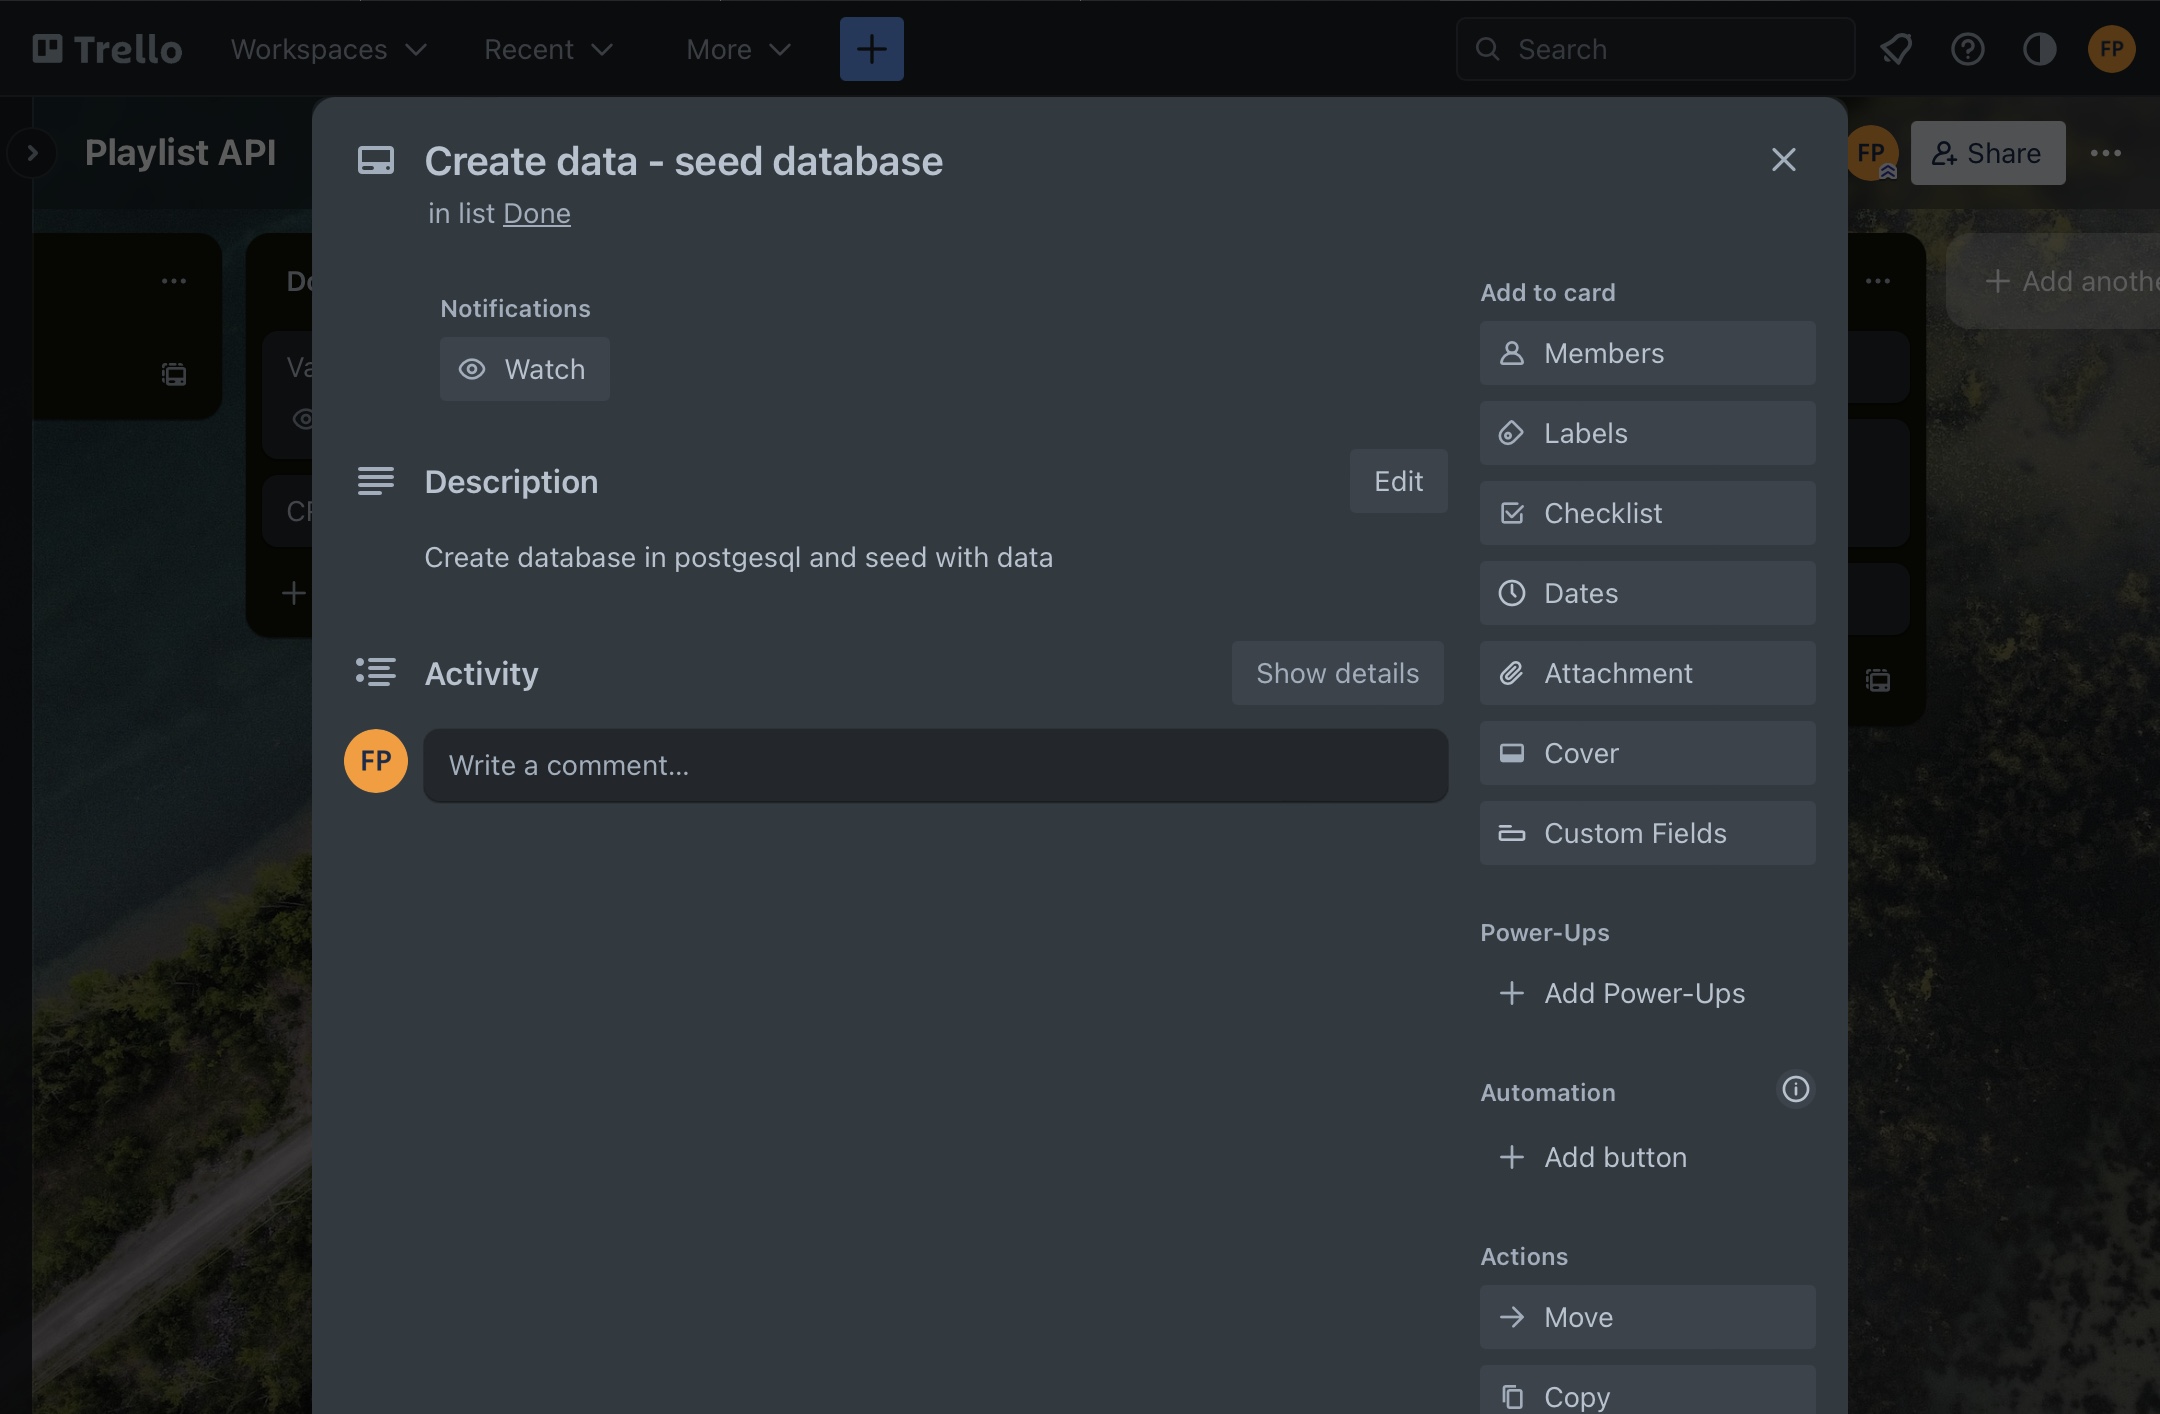 Trello
Workspaces
Recent
More
Search
FP
Playlist API
FP
Share
Create data - seed database
in list Done
Add anothe
Notifications
Watch
Description
Edit
Create database in postgesql and seed with data
Activity
Show details
FP
Write a comment...
Add to card
Members
Labels
Checklist
Dates
Attachment
Cover
Custom Fields
Power-Ups
Add Power-Ups
Automation
Add button
Actions
Move
Copy